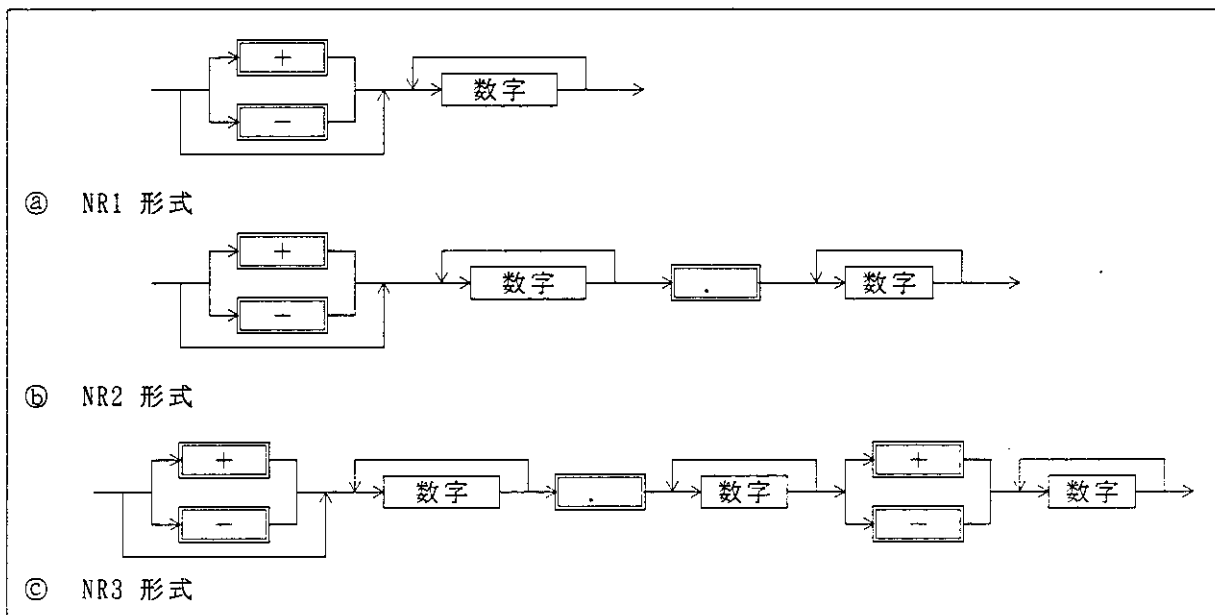 +
数字
-
ⓐ NR1 形式
+
数字 . 数字
-
ⓑ NR2 形式
+ +
数字 . 数字 数字
- -
ⓒ NR3 形式